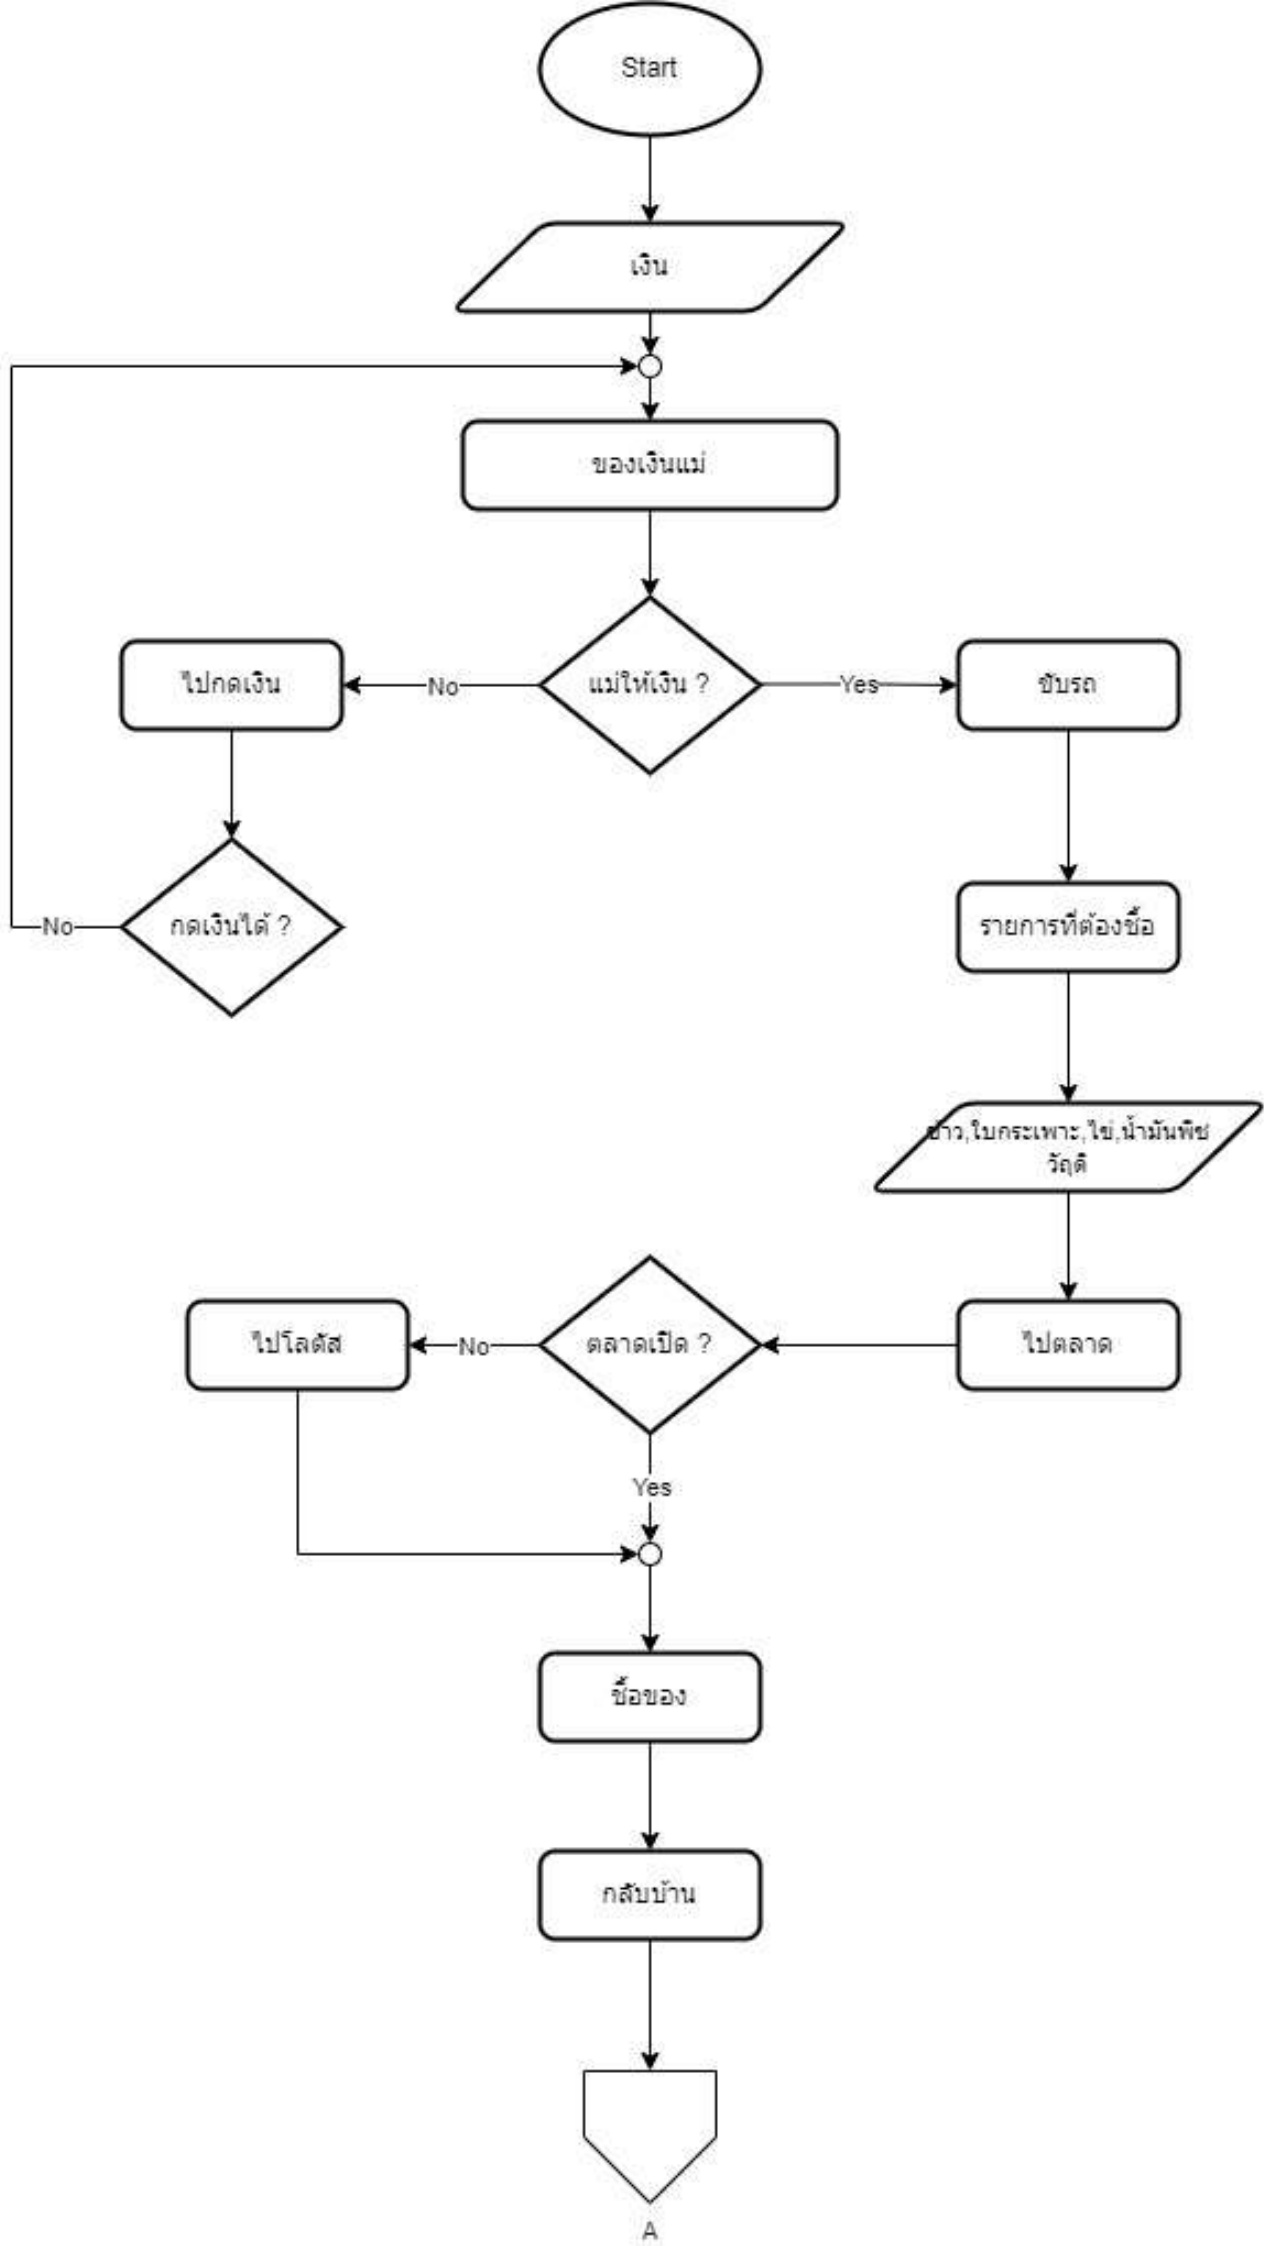 Start
เงิน
ของเงินแม่
ไปกดเงิน
No
แม่ให้เงิน ?
Yes
ขับรถ
No
กดเงินได้ ?
รายการที่ต้องซื้อ
ข้าว,ใบกระเพาะ,ไข่,น้ำมันพืช
วัฤดิ
ไปโลตัส
No
ตลาดเปิด ?
ไปตลาด
Yes
ซื้อของ
กลับบ้าน
A